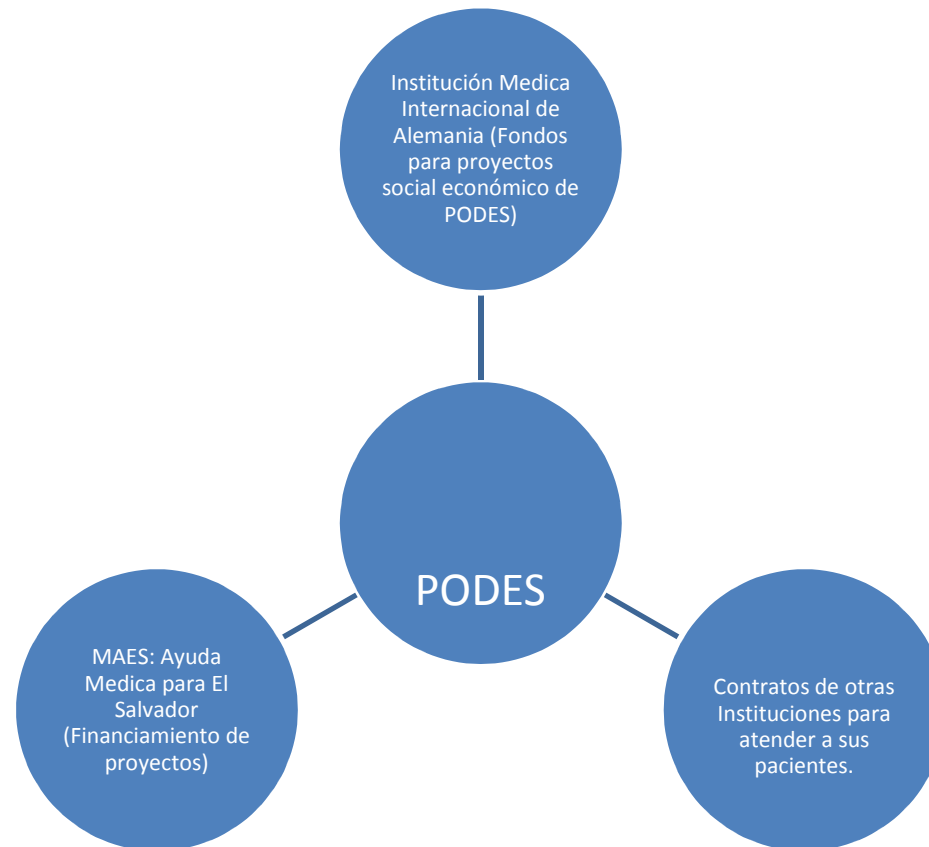 Institución Medica
Internacional de
Alemania (Fondos
para proyectos
social económico de
PODES)
PODES
MAES: Ayuda
Medica para El
Salvador
(Financiamiento de
proyectos)
Contratos de otras
Instituciones para
atender a sus
pacientes.